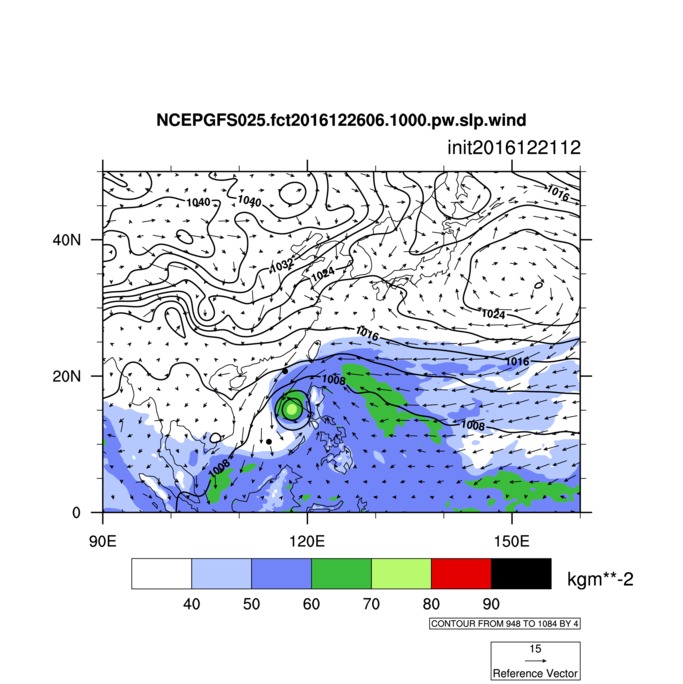 NCEPGFS025.fct2016122606.1000.pw.slp.wind
init2016122112
1040 1040 1016
40N
1032 1024
1024
1016 1016
20N 1008
1008
1008
0
90E 120E 150E
40 50 60 70 80 90 kgm**-2
CONTOUR FROM 948 TO 1084 BY 4
15
Reference Vector